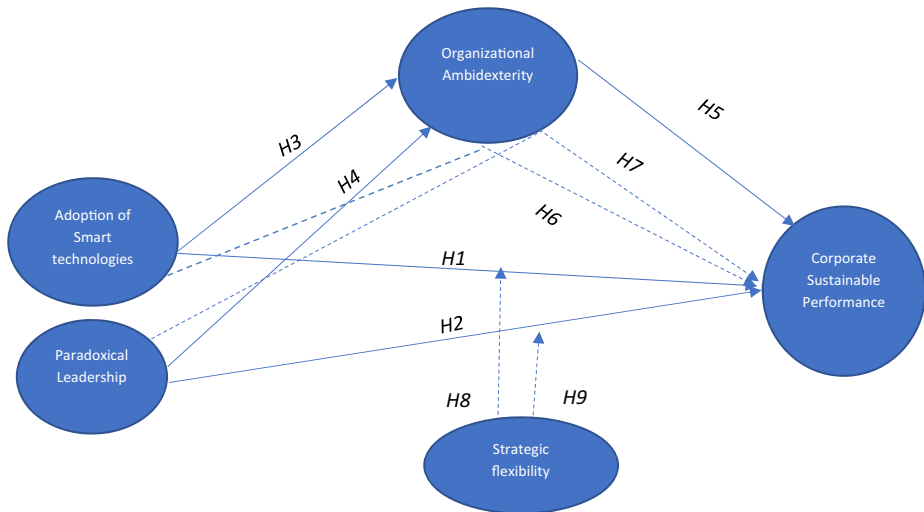 Organizational
Ambidexterity
H5
H3
H7
H4
H6
Adoption of
Smart
technologies
H1
Corporate
Sustainable
Performance
H2
Paradoxical
Leadership
H8
H9
Strategic
flexibility